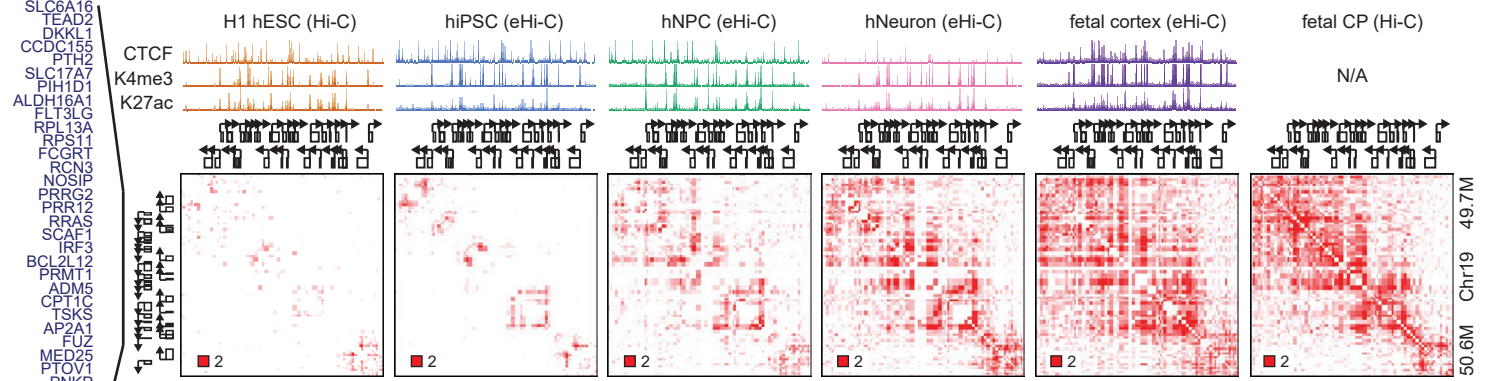 SLC6A16
TEAD2
DKKL1
CCDC155
PTH2
SLC17A7
PIH1D1
ALDH16A1
FLT3LG
RPL13A
RPS11
FCGRT
RCN3
NOSIP
PRRG2
PRR12
RRAS
SCAF1
IRF3
BCL2L12
PRMT1
ADM5
CPT1C
TSKS
AP2A1
FUZ
MED25
PTOV1
PNKP
H1 hESC (Hi-C)
hiPSC (eHi-C)
hNPC (eHi-C)
hNeuron (eHi-C)
fetal cortex (eHi-C)
fetal CP (Hi-C)
CTCF
K4me3
K27ac
N/A
2
2
2
2
2
2
49.7M
Chr19
50.6M